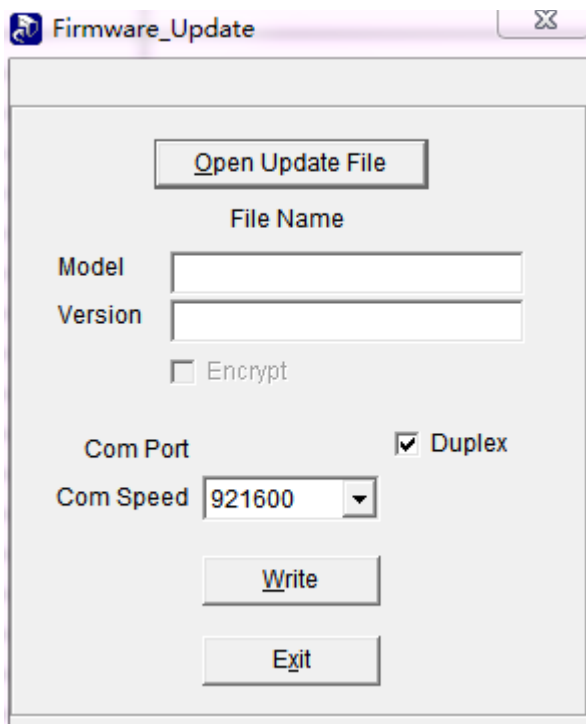 Firmware_Update
Open Update File
File Name
Model
Version
Encrypt
Com Port
Duplex
Com Speed 921600
Write
Exit